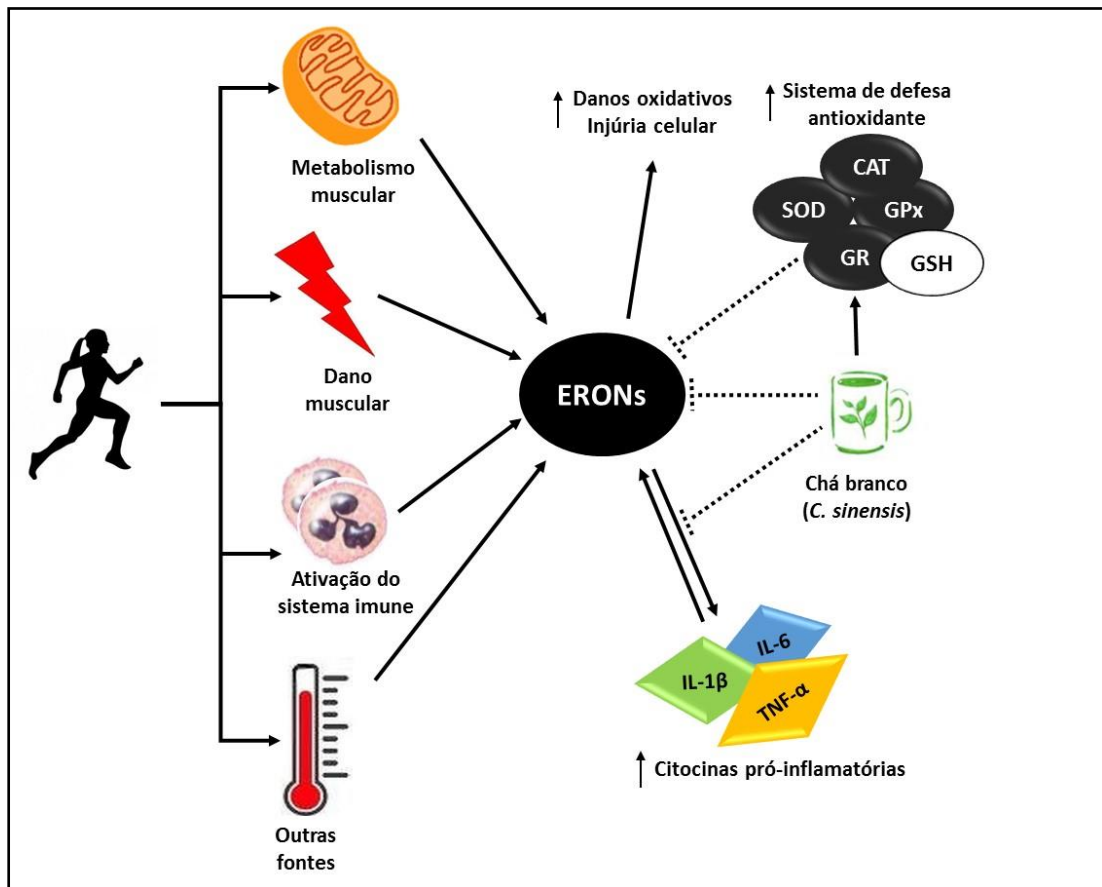 Metabolismo
muscular
Dano
muscular
Ativação do
sistema imune
Outras
fontes
ERONs
Danos oxidativos
Injúria celular
Sistema de defesa
antioxidante
CAT
SOD
GPx
GR
GSH
Chá branco
(C. sinensis)
IL-6
IL-1β
TNF-α
Citocinas pró-inflamatórias